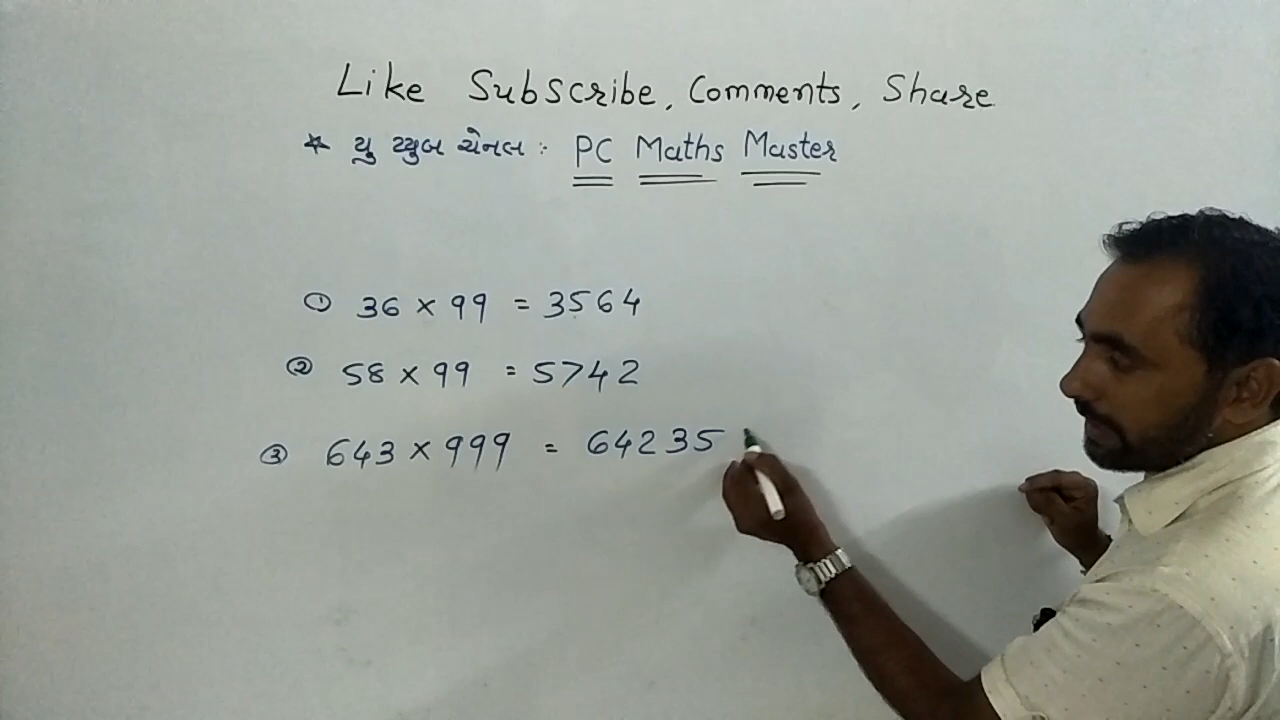 Like Subscribe, Comments, Share
* યુ ટ્યુબ ચેનલ : PC Maths Master
① 36 × 99 = 3564
② 58 × 99 = 5742
③ 643 × 999 = 64235